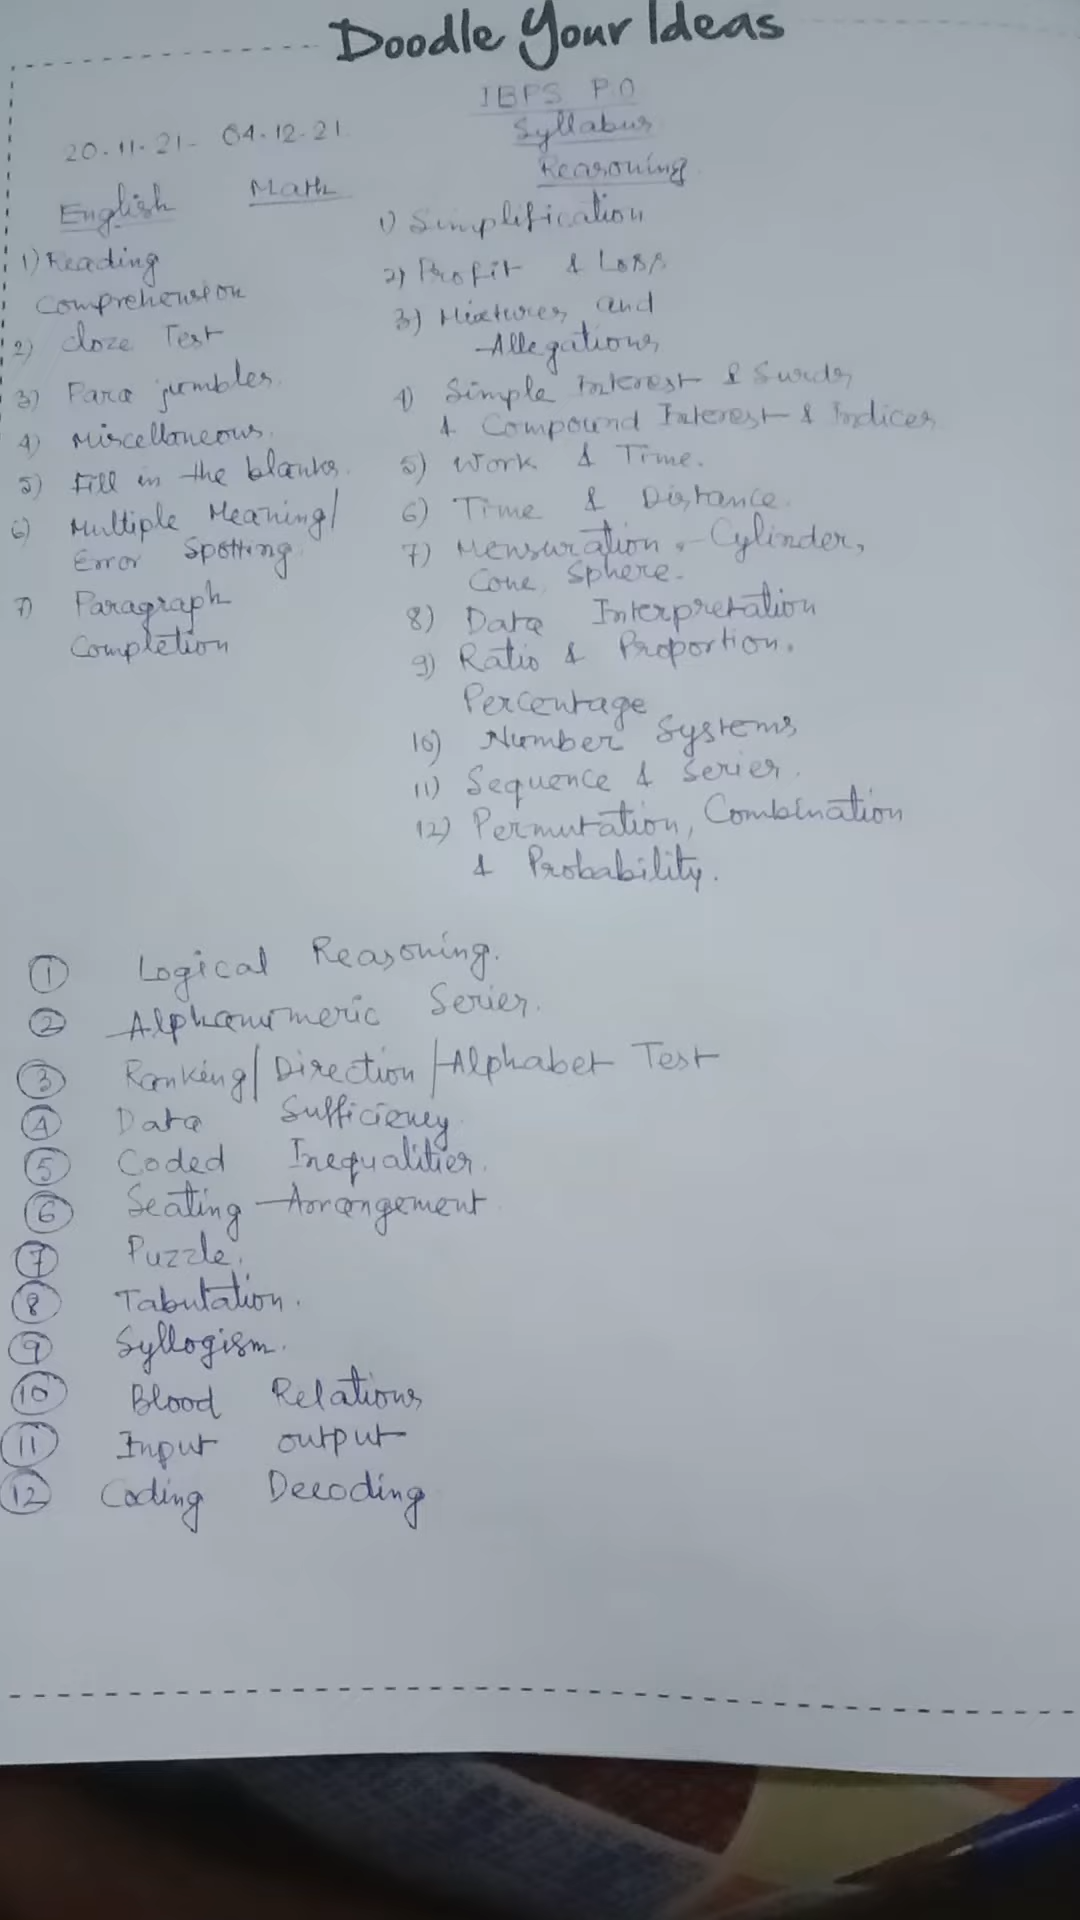 Doodle Your Ideas
IBPS P.O
Syllabus
20-11-21- 04-12-21
Reasoning
English
Math
1) Reading
Comprehension
2) Cloze Test
3) Para jumbles.
4) Miscellaneous.
5) Fill in the blanks.
6) Multiple Meaning/
Error Spotting.
7) Paragraph
Completion
1) Simplification
2) Profit & Loss
3) Mixtures and
Allegations
4) Simple Interest & Surds
& Compound Interest & Indices
5) Work & Time.
6) Time & Distance.
7) Mensuration - Cylinder,
Cone, Sphere.
8) Data Interpretation
9) Ratio & Proportion.
Percentage
10) Number Systems
11) Sequence & Series.
12) Permutation, Combination
& Probability.
1 Logical Reasoning.
2 Alphanumeric Series.
3 Ranking/Direction/Alphabet Test
4 Data Sufficiency.
5 Coded Inequalities.
6 Seating Arrangement
7 Puzzle.
8 Tabulation.
9 Syllogism.
10 Blood Relations
11 Input output
12 Coding Decoding